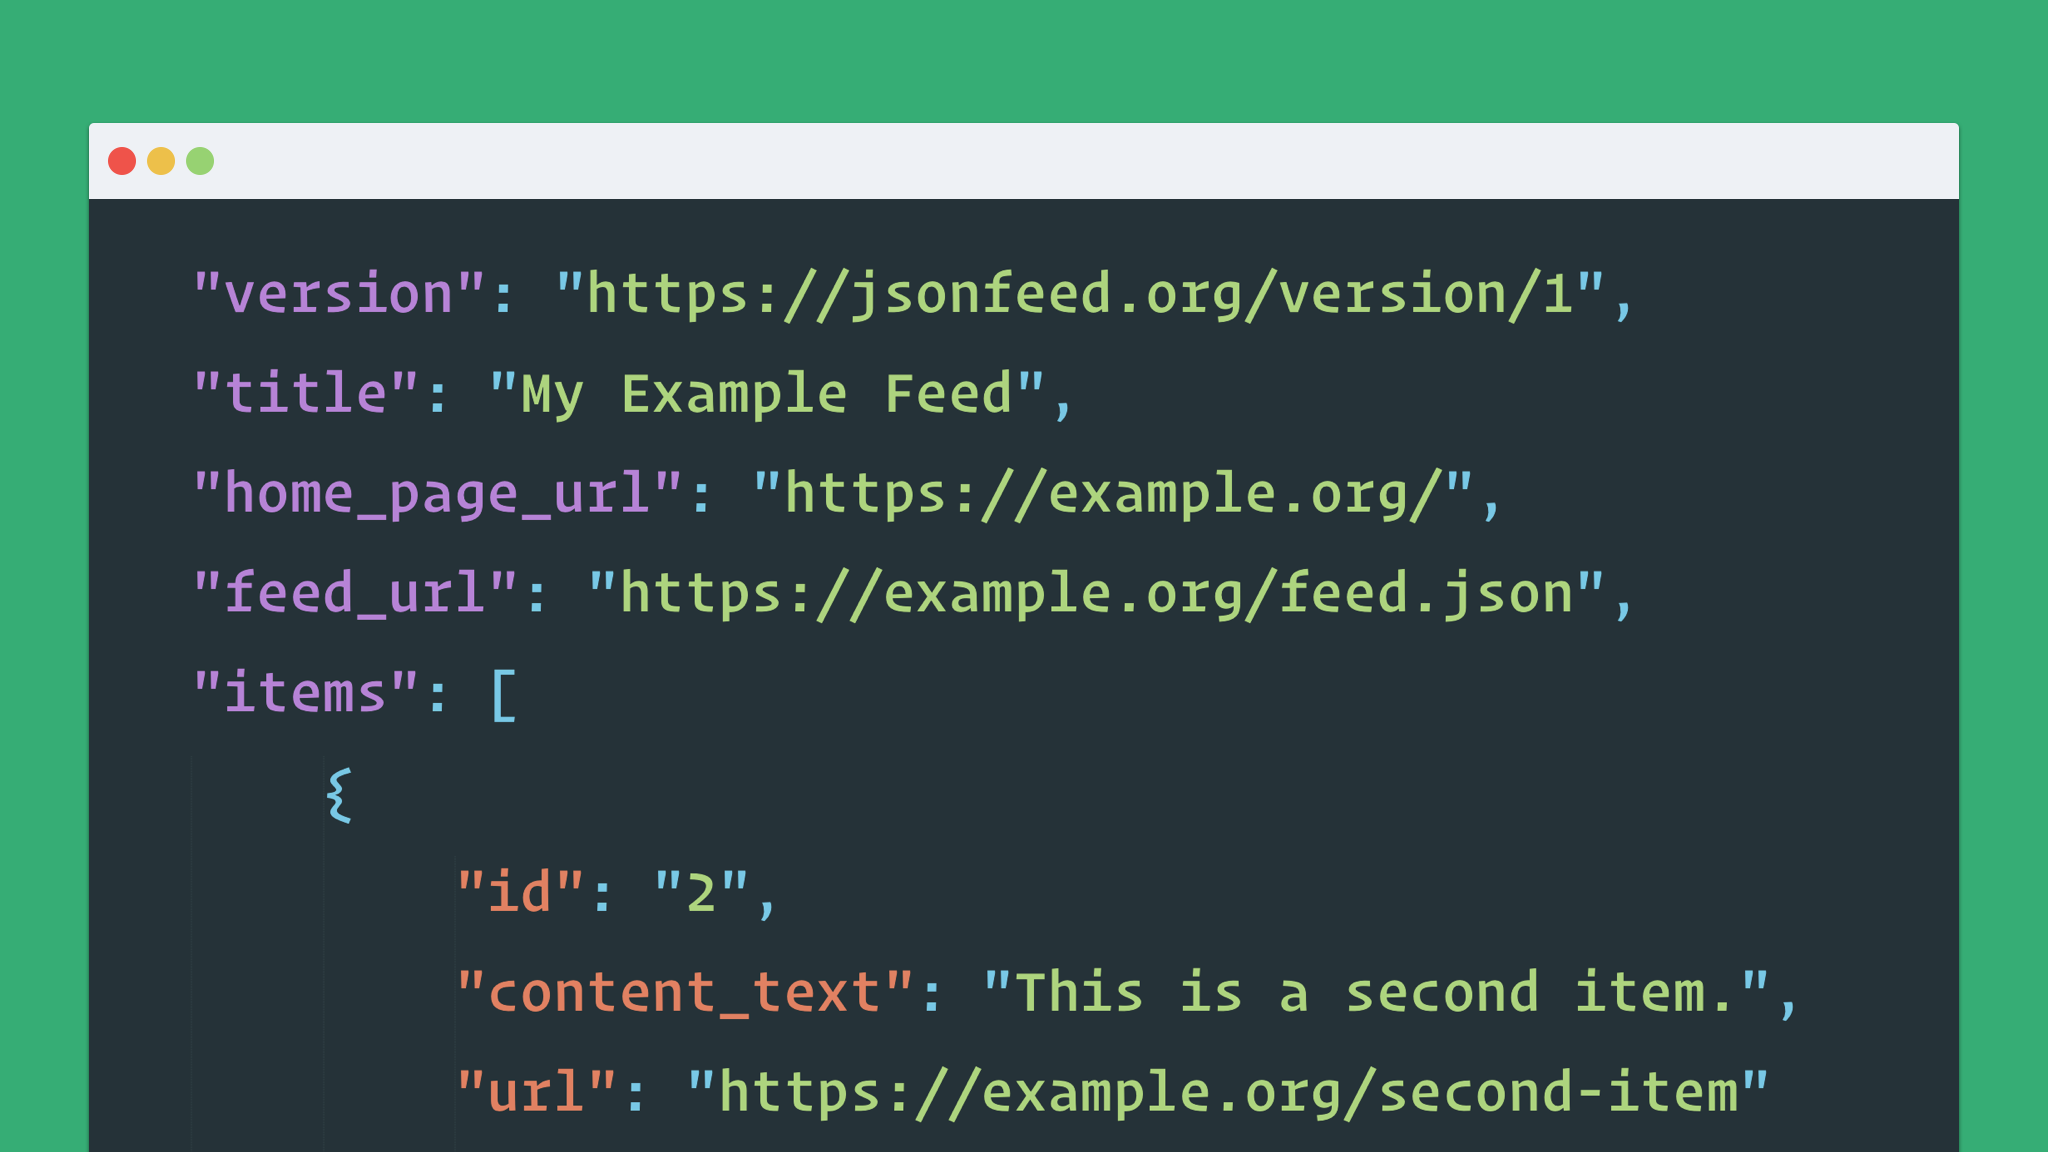 "version": "https://jsonfeed.org/version/1",
"title": "My Example Feed",
"home_page_url": "https://example.org/",
"feed_url": "https://example.org/feed.json",
"items": [
{
"id": "2",
"content_text": "This is a second item.",
"url": "https://example.org/second-item"